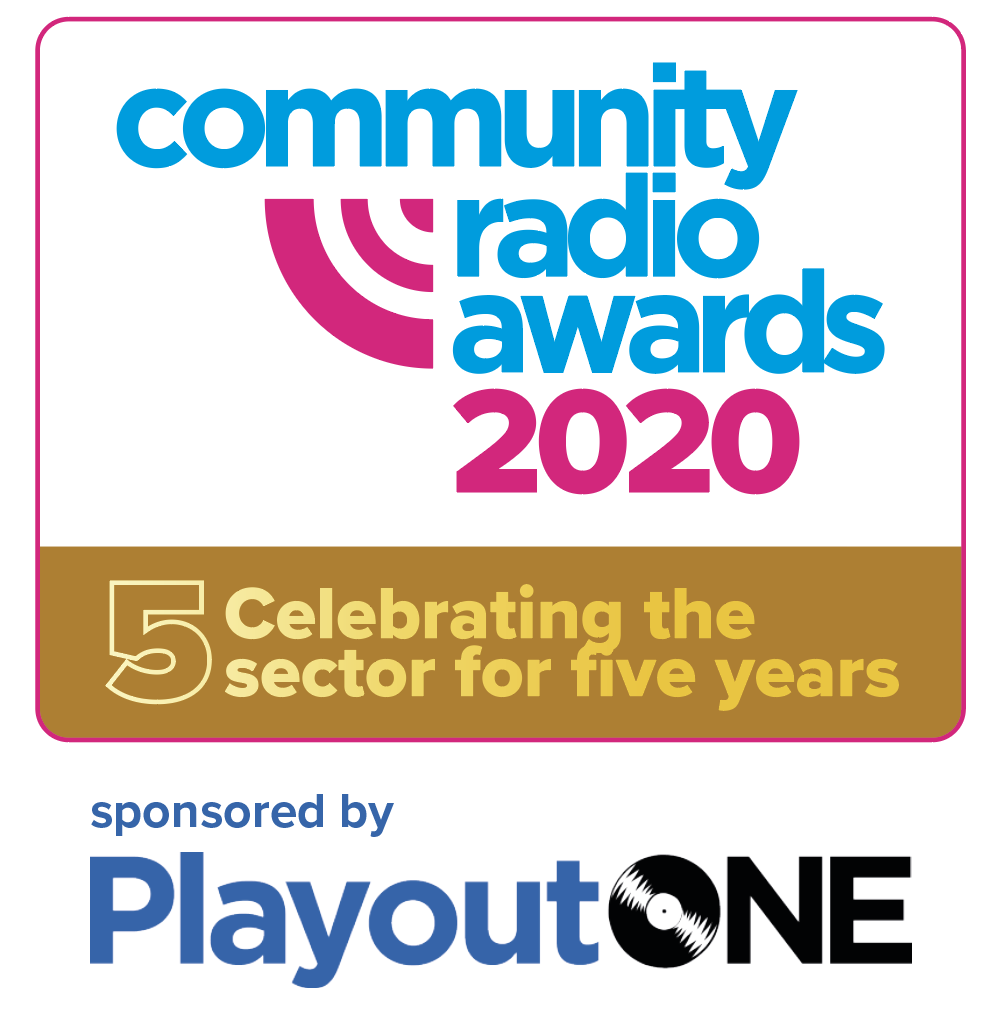 community
radio
awards
2020
5 Celebrating the
sector for five years
sponsored by
PlayoutONE